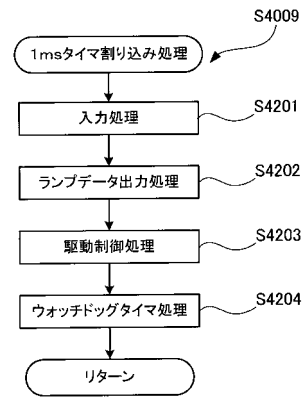 S4009
1msタイマ割り込み処理
入力処理
S4201
ランプデータ出力処理
S4202
駆動制御処理
S4203
ウォッチドッグタイマ処理
S4204
リターン